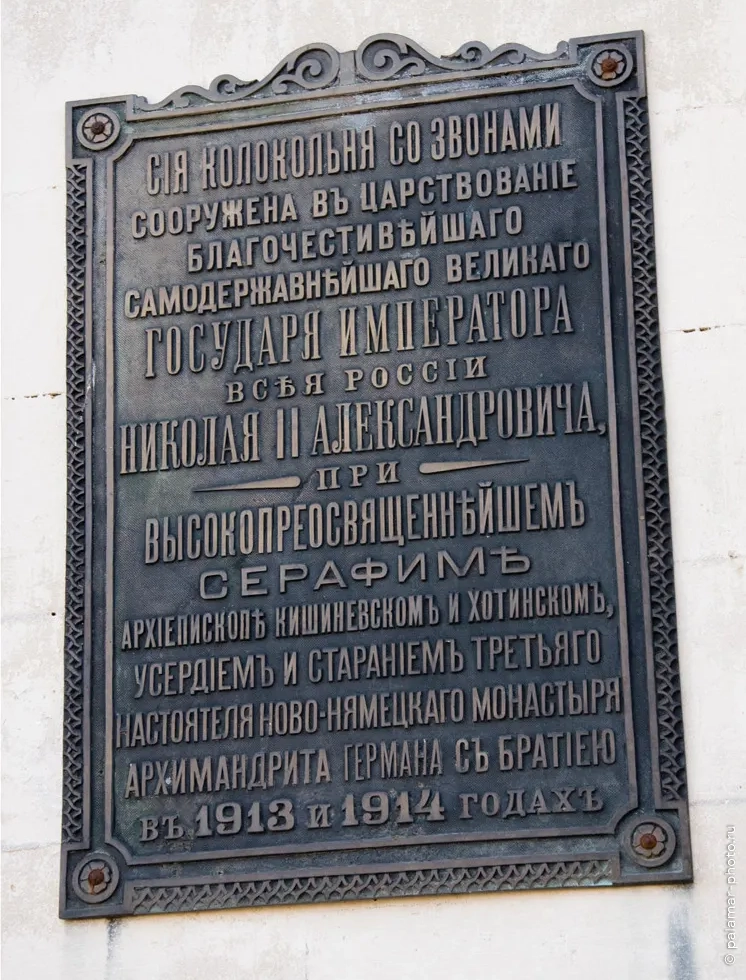 СІЯ КОЛОКОЛЬНЯ СО ЗВОНАМИ
СООРУЖЕНА ВЪ ЦАРСТВОВАНІЕ
БЛАГОЧЕСТИВѢЙШАГО
САМОДЕРЖАВНѢЙШАГО ВЕЛИКАГО
ГОСУДАРЯ ИМПЕРАТОРА
ВСѢЯ РОССІИ
НИКОЛАЯ II АЛЕКСАНДРОВИЧА,
ПРИ
ВЫСОКОПРЕОСВЯЩЕННѢЙШЕМЪ
СЕРАФИМѢ
АРХІЕПИСКОПѢ КИШИНЕВСКОМЪ И ХОТИНСКОМЪ,
УСЕРДІЕМЪ И СТАРАНІЕМЪ ТРЕТЬЯГО
НАСТОЯТЕЛЯ НОВО-НЯМЕЦКАГО МОНАСТЫРЯ
АРХИМАНДРИТА ГЕРМАНА СЪ БРАТІЕЮ
ВЪ 1913 И 1914 ГОДАХЪ
© palamar-photo.ru